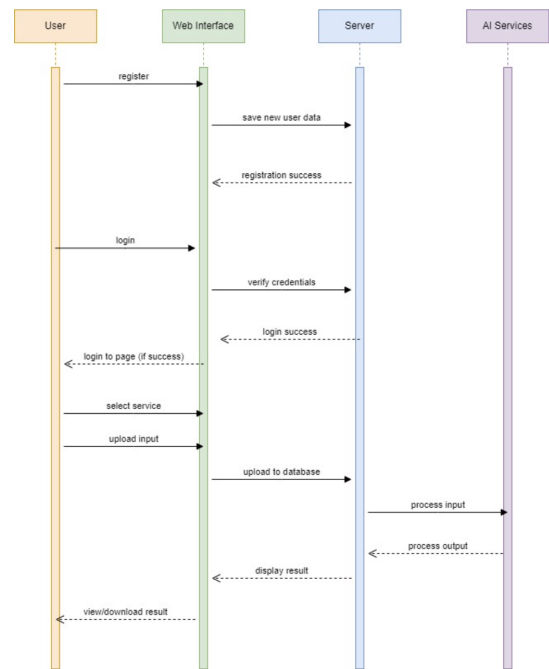 User
Web Interface
Server
AI Services
register
save new user data
registration success
login
verify credentials
login success
login to page (if success)
select service
upload input
upload to database
process input
process output
display result
view/download result